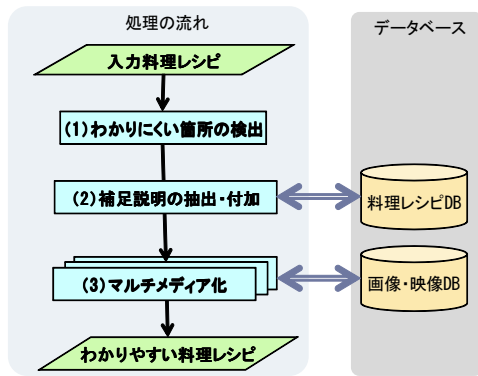 処理の流れ
データベース
入力料理レシピ
(1)わかりにくい箇所の検出
(2)補足説明の抽出・付加
料理レシピDB
(3)マルチメディア化
画像・映像DB
わかりやすい料理レシピ